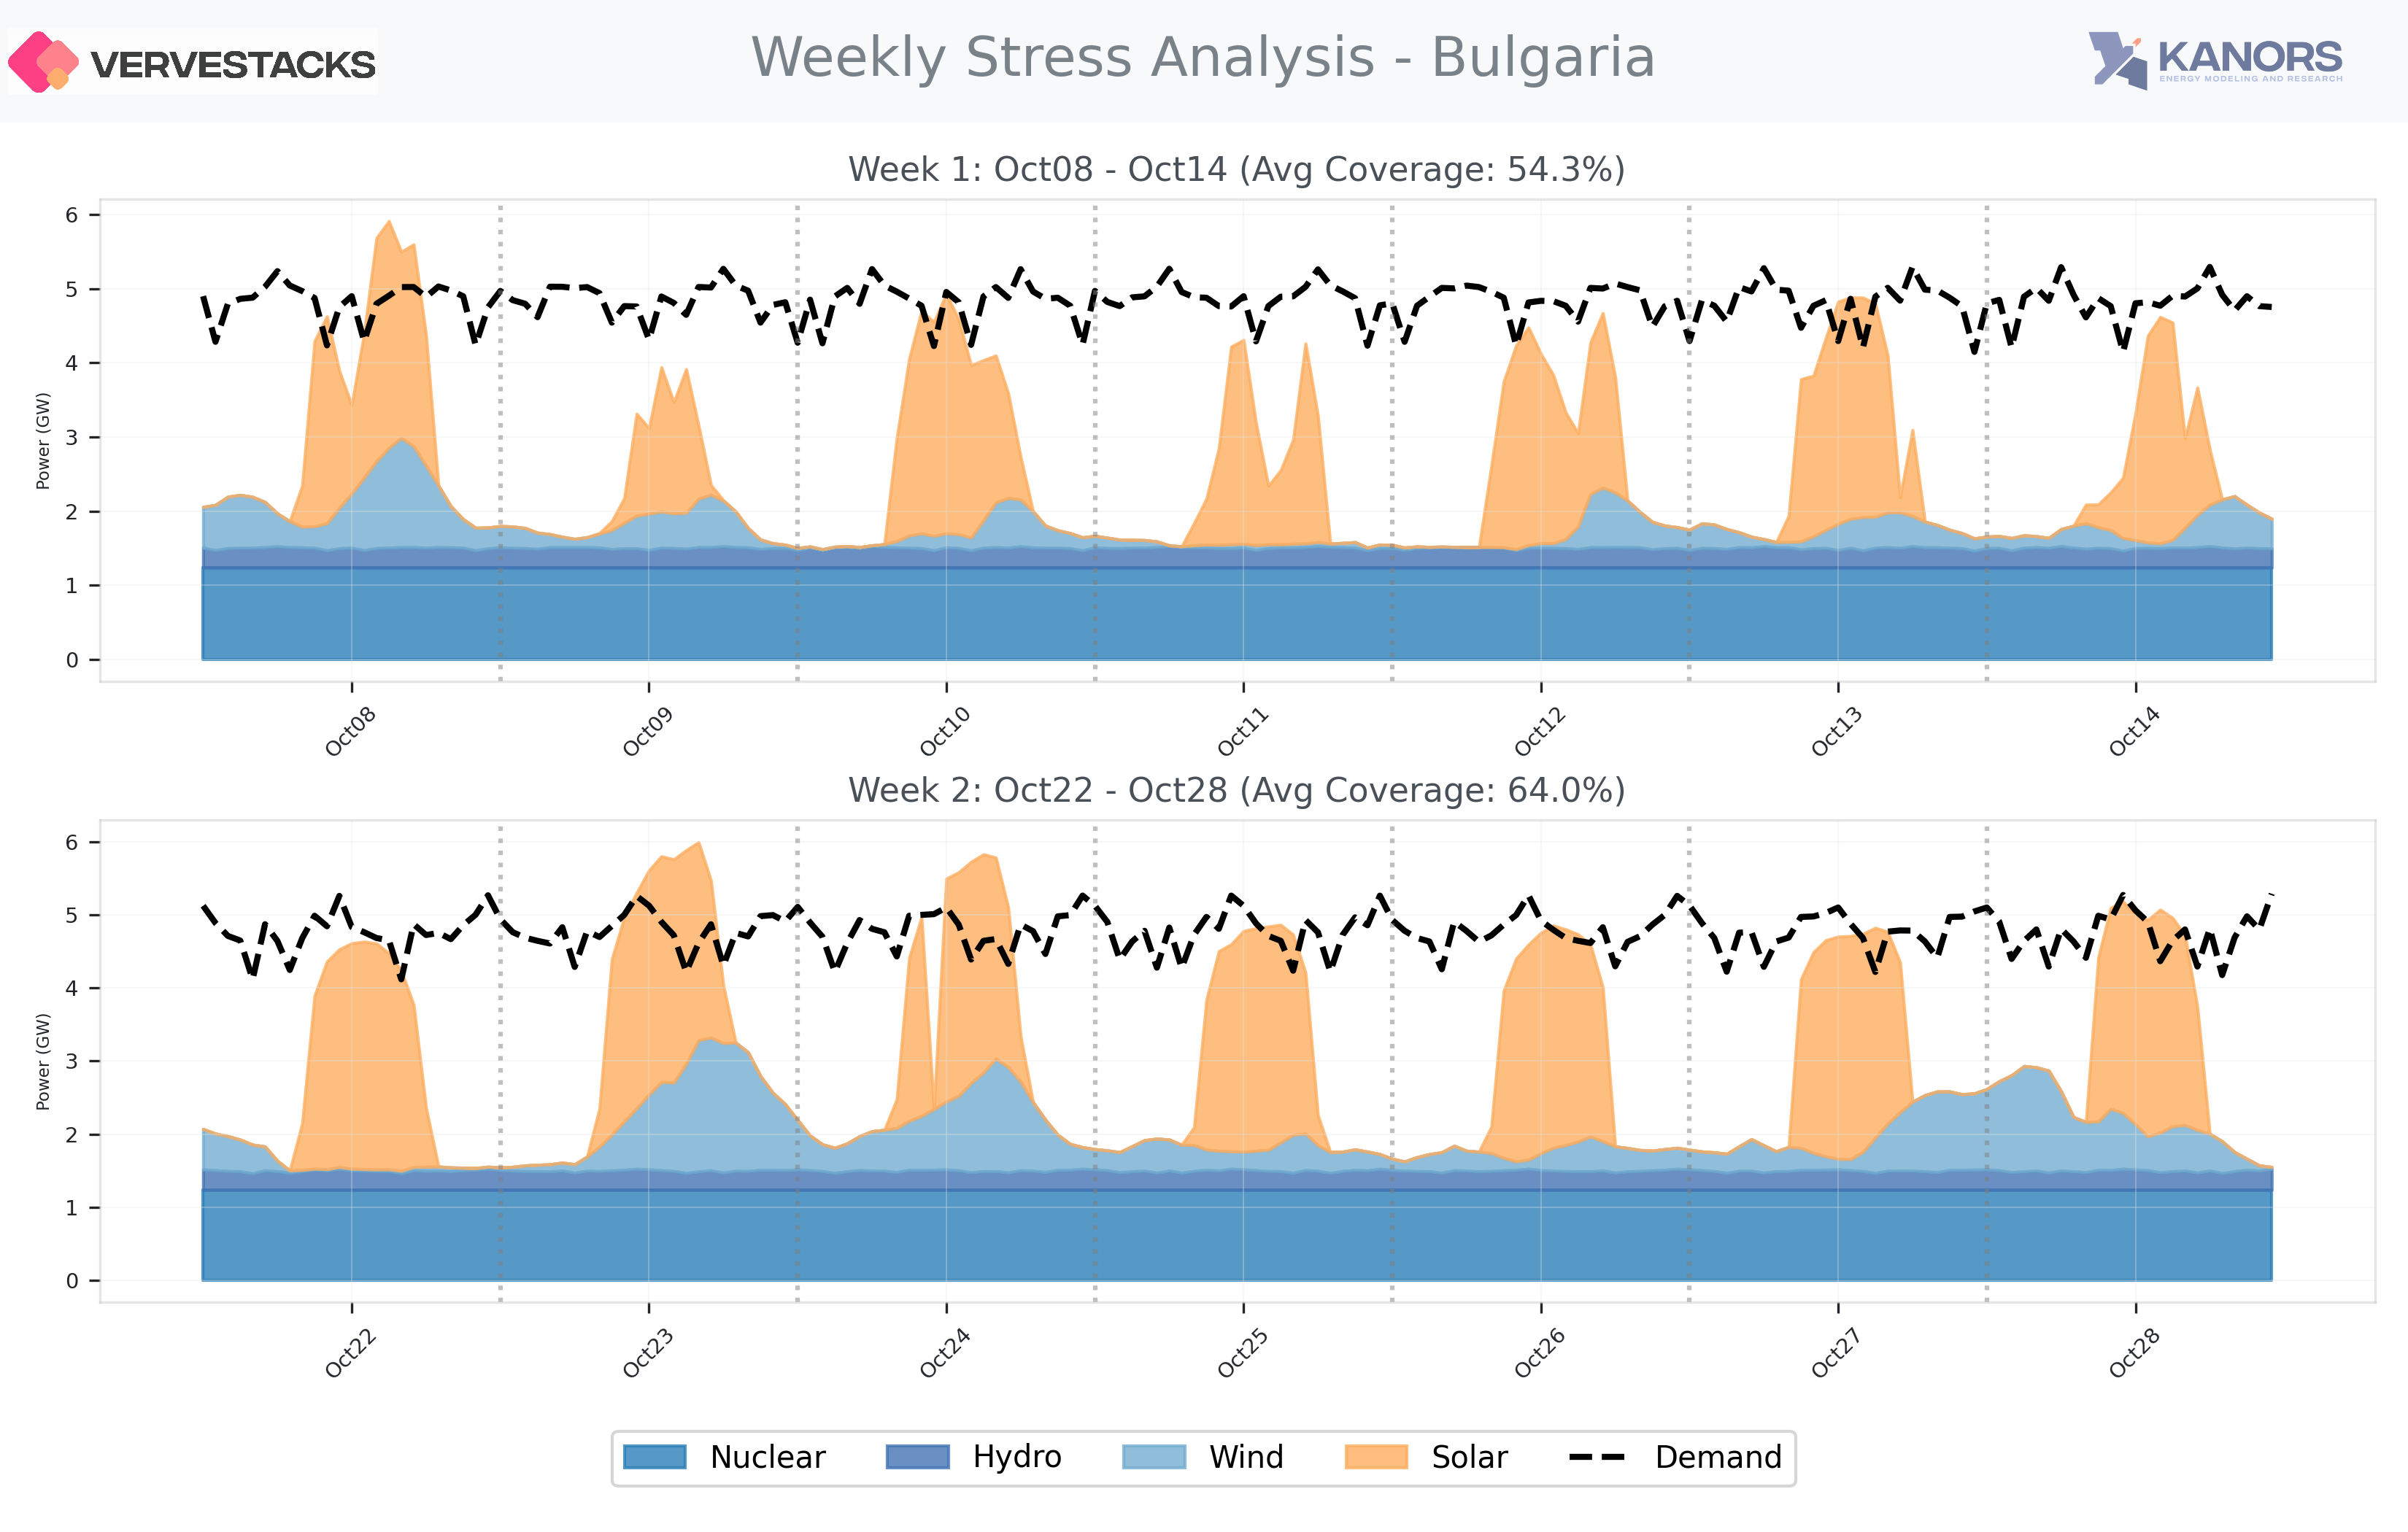 VERVESTACKS
Weekly Stress Analysis - Bulgaria
KANORS
ENERGY MODELING AND RESEARCH
Week 1: Oct08 - Oct14 (Avg Coverage: 54.3%)
6
5
4
3
2
1
0
Power (GW)
Oct08
Oct09
Oct10
Oct11
Oct12
Oct13
Oct14
Week 2: Oct22 - Oct28 (Avg Coverage: 64.0%)
6
5
4
3
2
1
0
Power (GW)
Oct22
Oct23
Oct24
Oct25
Oct26
Oct27
Oct28
Nuclear Hydro Wind Solar Demand